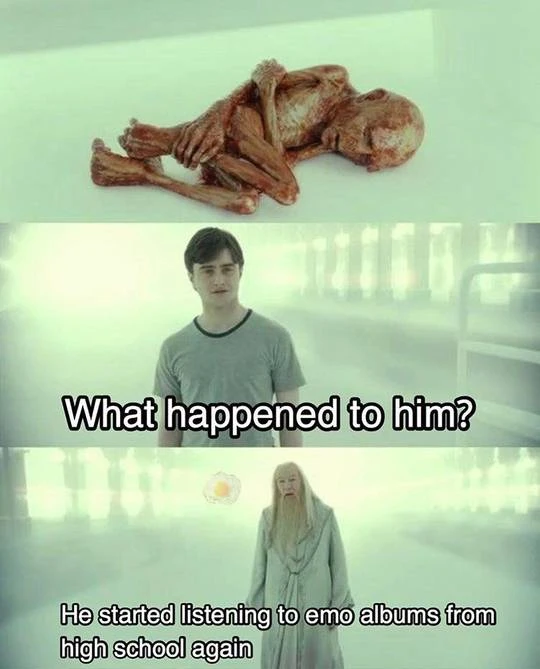 What happened to him?
He started listening to emo albums from
high school again